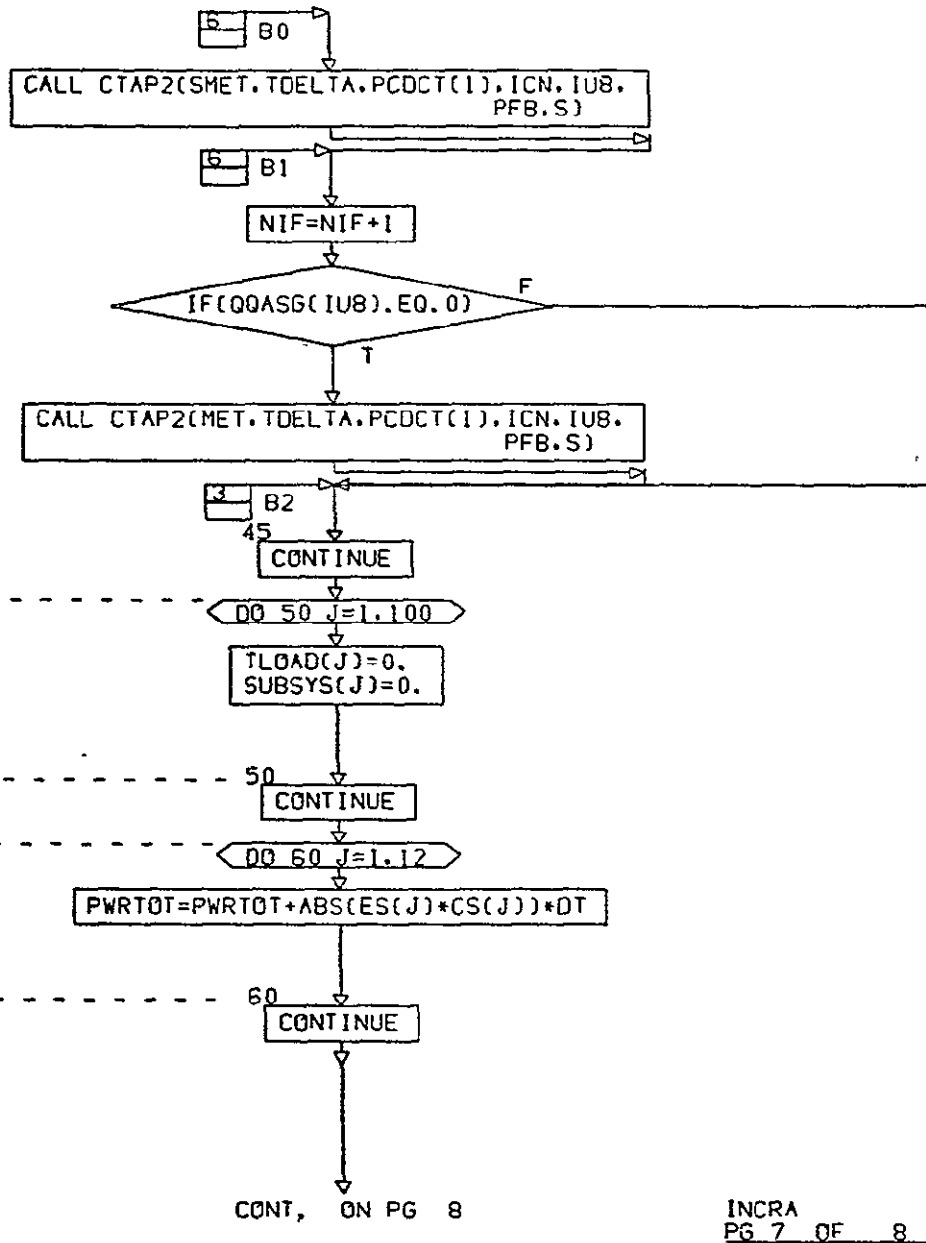 6 B0
CALL CTAP2(SMET.TDELTA.PCDCT(1).ICN.IU8.
PFB.S)
6 B1
NIF=NIF+1
IF(QQASG(IU8).EQ.0)
F
T
CALL CTAP2(MET.TDELTA.PCDCT(1).ICN.IU8.
PFB.S)
3 B2
45
CONTINUE
DO 50 J=1.100
TLOAD(J)=0.
SUBSYS(J)=0.
50
CONTINUE
DO 60 J=1.12
PWRTOT=PWRTOT+ABS(ES(J)*CS(J))*DT
60
CONTINUE
CONT, ON PG 8
INCRA
PG 7 OF 8